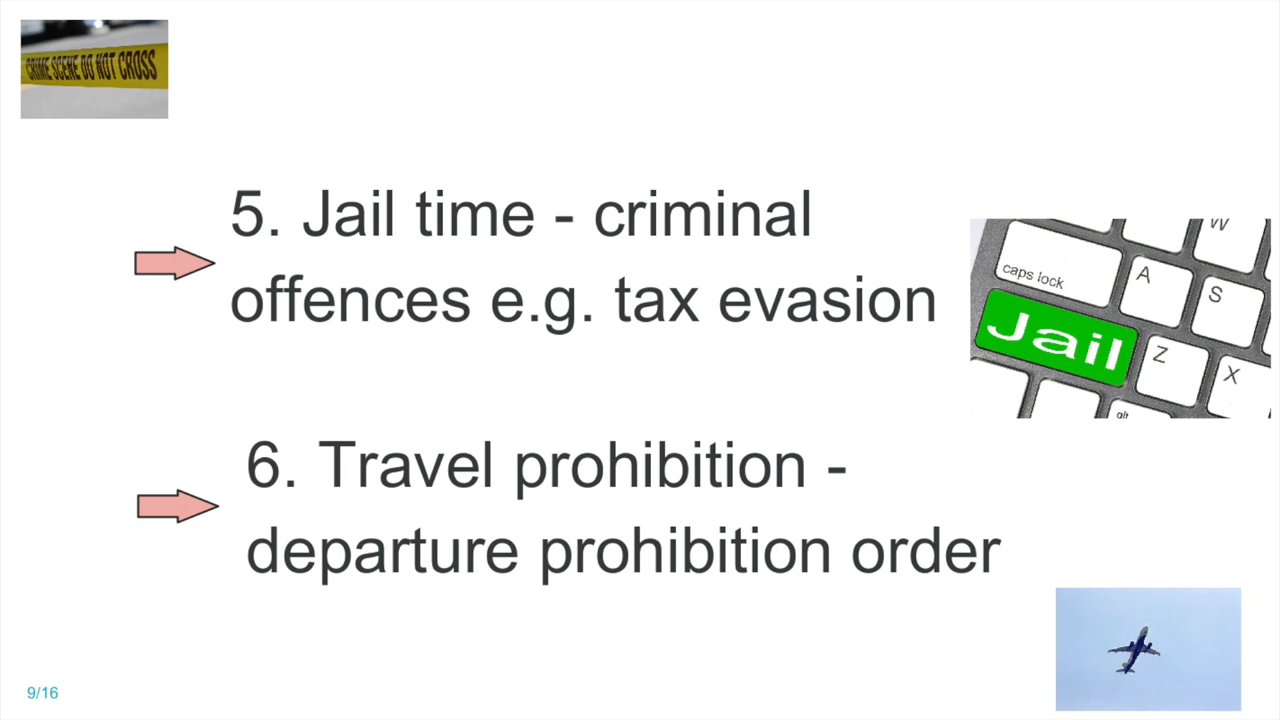 CRIME SCENE DO NOT CROSS
5. Jail time - criminal
offences e.g. tax evasion
W
caps lock
A
S
Jail
Z
X
alt
6. Travel prohibition -
departure prohibition order
9/16